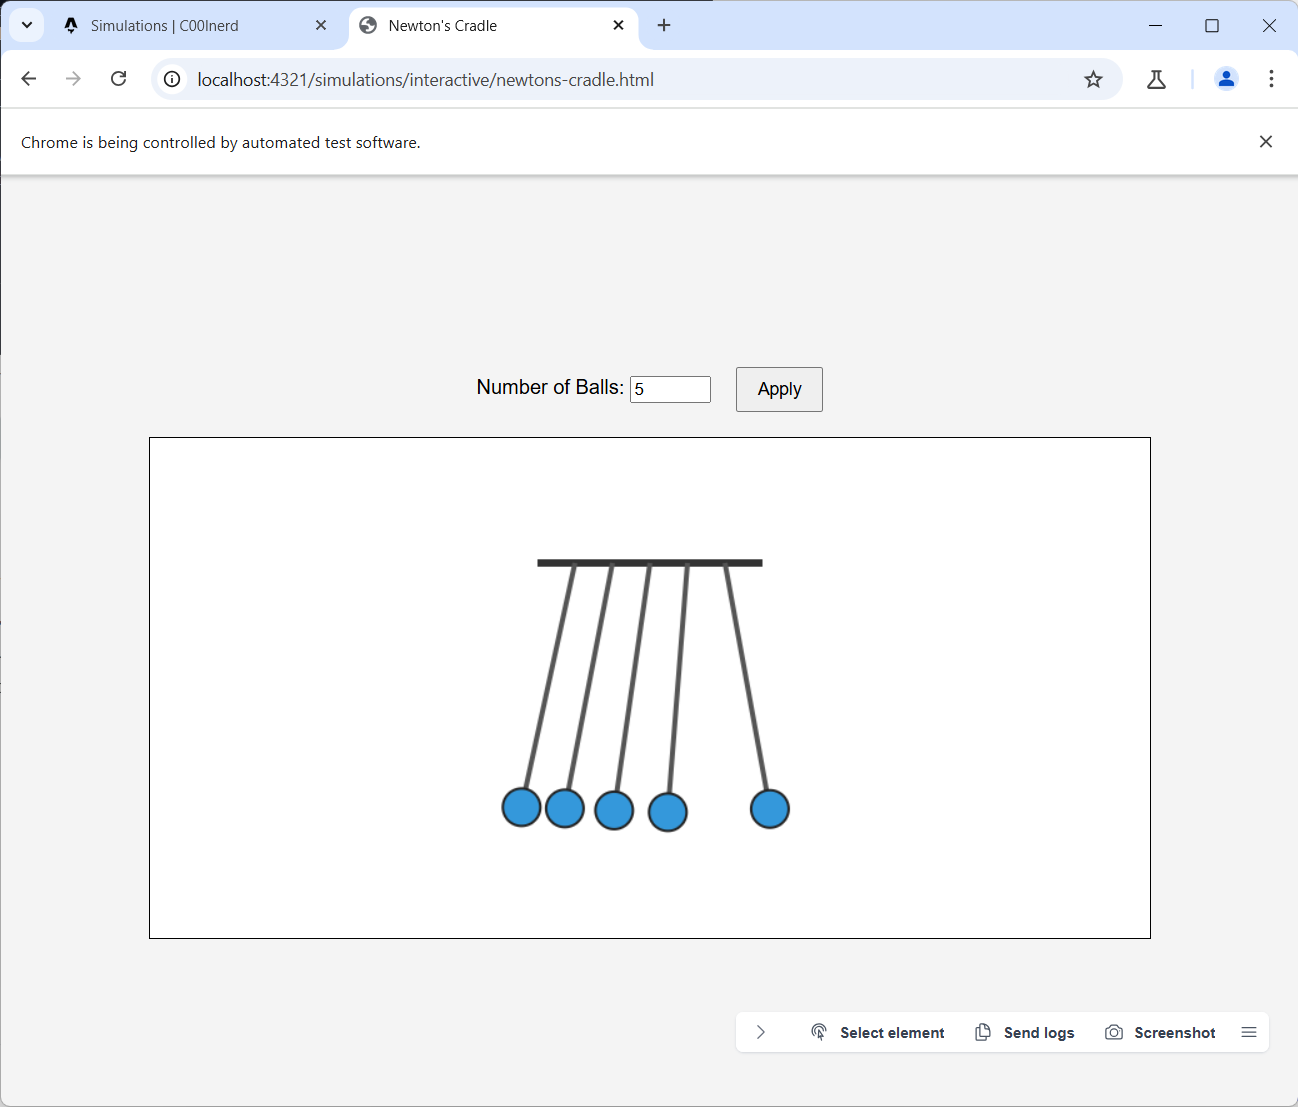 Simulations | C00lnerd
Newton's Cradle
localhost:4321/simulations/interactive/newtons-cradle.html
Chrome is being controlled by automated test software.
Number of Balls: 5 Apply
Select element Send logs Screenshot